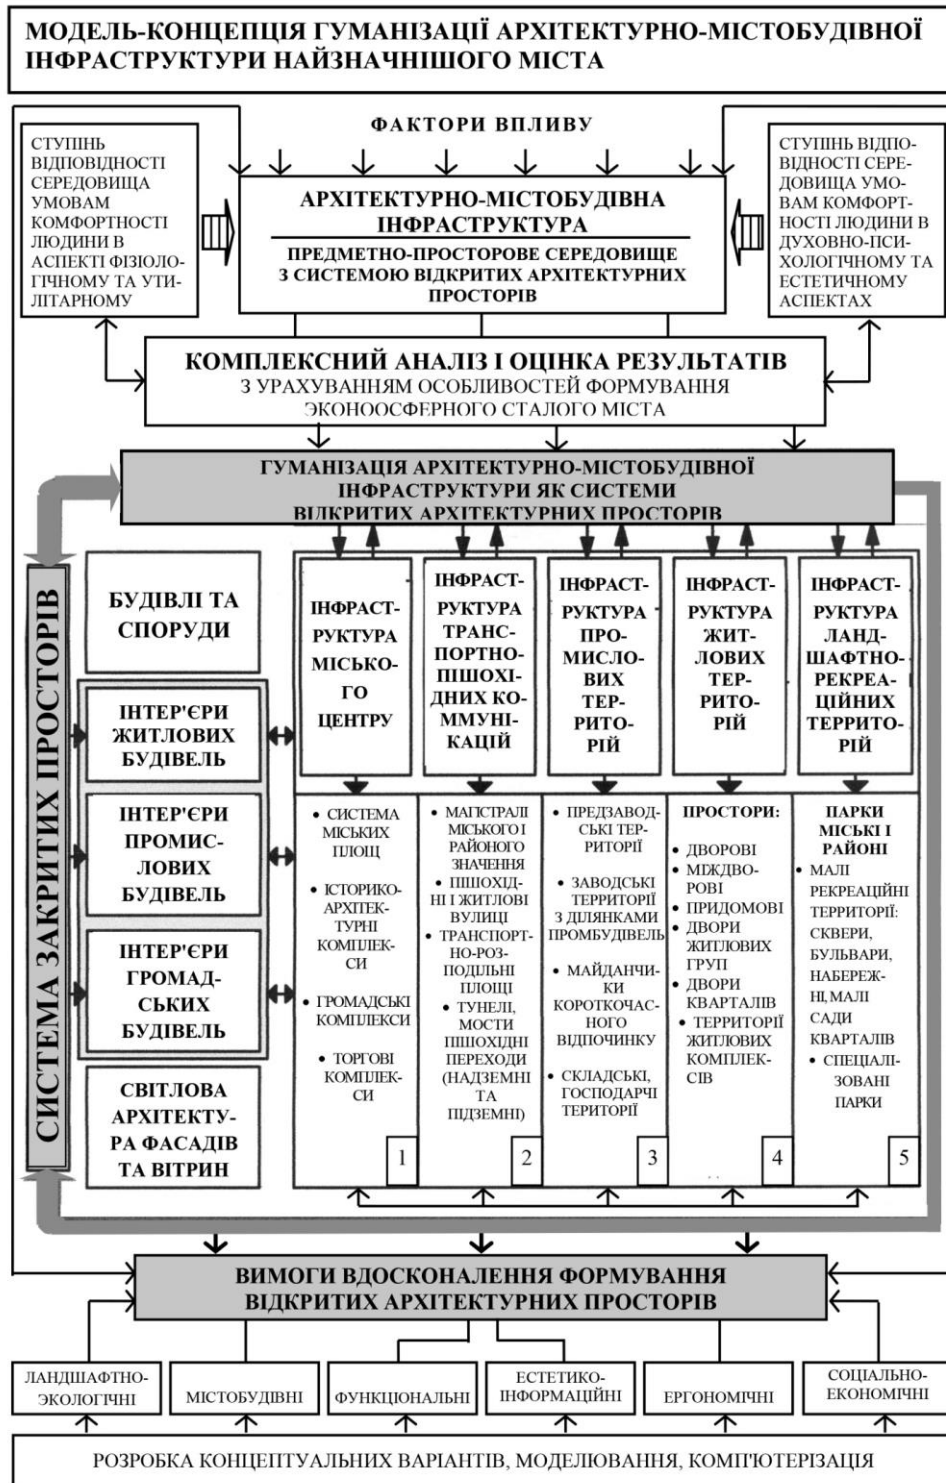 МОДЕЛЬ-КОНЦЕПЦІЯ ГУМАНІЗАЦІЇ АРХІТЕКТУРНО-МІСТОБУДІВНОЇ
ІНФРАСТРУКТУРИ НАЙЗНАЧНІШОГО МІСТА
ФАКТОРИ ВПЛИВУ
СТУПІНЬ
ВІДПОВІДНОСТІ
СЕРЕДОВИЩА
УМОВАМ
КОМФОРТНОСТІ
ЛЮДИНИ В
АСПЕКТІ ФІЗІОЛО-
ГІЧНОМУ ТА УТИ-
ЛІТАРНОМУ
АРХІТЕКТУРНО-МІСТОБУДІВНА
ІНФРАСТРУКТУРА
ПРЕДМЕТНО-ПРОСТОРОВЕ СЕРЕДОВИЩЕ
З СИСТЕМОЮ ВІДКРИТИХ АРХІТЕКТУРНИХ
ПРОСТОРІВ
СТУПІНЬ ВІДПО-
ВІДНОСТІ СЕРЕ-
ДОВИЩА УМО-
ВАМ КОМФОРТ-
НОСТІ ЛЮДИНИ В
ДУХОВНО-ПСИ-
ХОЛОГІЧНОМУ ТА
ЕСТЕТИЧНОМУ
АСПЕКТАХ
КОМПЛЕКСНИЙ АНАЛІЗ І ОЦІНКА РЕЗУЛЬТАТІВ
З УРАХУВАННЯМ ОСОБЛИВОСТЕЙ ФОРМУВАННЯ
ЭКОНООСФЕРНОГО СТАЛОГО МІСТА
ГУМАНІЗАЦІЯ АРХІТЕКТУРНО-МІСТОБУДІВНОЇ
ІНФРАСТРУКТУРИ ЯК СИСТЕМИ
ВІДКРИТИХ АРХІТЕКТУРНИХ ПРОСТОРІВ
СИСТЕМА ЗАКРИТИХ ПРОСТОРІВ
БУДІВЛІ ТА
СПОРУДИ
ІНТЕР'ЄРИ
ЖИТЛОВИХ
БУДІВЕЛЬ
ІНТЕР'ЄРИ
ПРОМИС-
ЛОВИХ
БУДІВЕЛЬ
ІНТЕР'ЄРИ
ГРОМАД-
СЬКИХ
БУДІВЕЛЬ
СВІТЛОВА
АРХІТЕКТУ-
РА ФАСАДІВ
ТА ВІТРИН
ІНФРАСТ-
РУКТУРА
МІСЬКО-
ГО
ЦЕНТРУ
ІНФРАСТ-
РУКТУРА
ТРАНС-
ПОРТНО-
ПІШОХІ-
ДНИХ КО-
МУНІ-
КАЦІЙ
ІНФРАСТ-
РУКТУРА
ПРО-
МИСЛО-
ВИХ
ТЕР-
РИТО-
РІЙ
ІНФРАСТ-
РУКТУРА
ЖИТ-
ЛОВИХ
ТЕР-
РИТО-
РІЙ
ІНФРАСТ-
РУКТУРА
ЛАНД-
ШАФТНО-
РЕКРЕА-
ЦІЙНИХ
ТЕРРИТО-
РІЙ
• СИСТЕМА
МІСЬКИХ
ПЛОЩ
• ІСТОРИКО-
АРХІТЕК-
ТУРНІ
КОМПЛЕК-
СИ
• ГРОМАДСЬКІ
КОМПЛЕКСИ
• ТОРГОВІ
КОМПЛЕК-
СИ
1
• МАГІСТРАЛІ
МІСЬКОГО І
РАЙОНОГО
ЗНАЧЕННЯ
• ПІШОХІД-
НІ І ЖИТЛОВІ
ВУЛИЦІ
• ТРАНСПОРТ-
НО-РОЗ-
ПОДІЛЬНІ
ПЛОЩІ
• ТУНЕЛІ,
МОСТИ
ПІШОХІДНІ
ПЕРЕХОДИ
(НАДЗЕМНІ
ТА
ПІДЗЕМНІ)
2
• ПРЕДЗАВОД-
СЬКІ ТЕР-
РИТОРІЇ
• ЗАВОДСЬКІ
ТЕРРИТОРІЇ
З ДІЛЯНКАМИ
ПРОМБУДІВЕЛЬ
• МАЙДАНЧИ-
КИ
КОРОТКОЧАС-
НОГО
ВІДПОЧИНКУ
• СКЛАДСЬКІ,
ГОСПОДАРЧІ
ТЕРИТОРІЇ
3
ПРОСТОРИ:
• ДВОРОВІ
• МІЖДВО-
РОВІ
• ПРИДОМОВІ
• ДВОРИ
ЖИТЛОВИХ
ГРУП
• ДВОРИ
КВАРТАЛІВ
• ТЕРРИТОРІЇ
ЖИТЛОВИХ
КОМПЛЕК-
СІВ
4
ПАРКИ
МІСЬКІ І
РАЙОНІ
• МАЛІ
РЕКРЕАЦІЙНІ
ТЕРРИТОРІЇ:
СКВЕРИ,
БУЛЬВАРИ,
НАБЕРЕЖ-
НІ, МАЛІ
САДИ
КВАРТАЛІВ
• СПЕЦІАЛІ-
ЗОВАНІ
ПАРКИ
5
ВИМОГИ ВДОСКОНАЛЕННЯ ФОРМУВАННЯ
ВІДКРИТИХ АРХІТЕКТУРНИХ ПРОСТОРІВ
ЛАНДШАФТНО-
ЭКОЛОГІЧНІ
МІСТОБУДІВНІ
ФУНКЦІОНАЛЬНІ
ЕСТЕТИКО-
ІНФОРМАЦІЙНІ
ЕРГОНОМІЧНІ
СОЦІАЛЬНО-
ЕКОНОМІЧНІ
РОЗРОБКА КОНЦЕПТУАЛЬНИХ ВАРІАНТІВ, МОДЕЛЮВАННЯ, КОМП'ЮТЕРІЗАЦІЯ